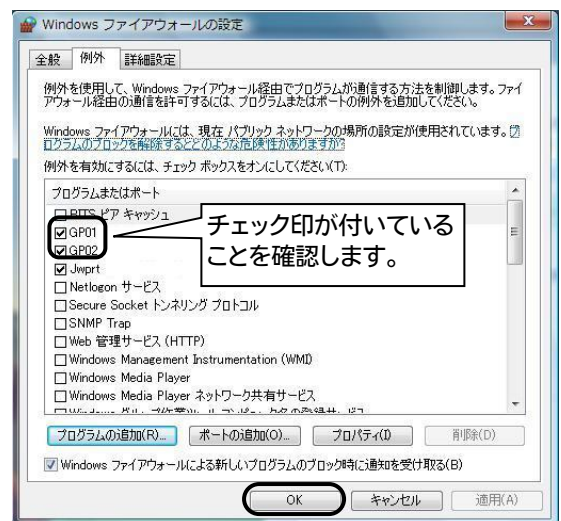 Windows ファイアウォールの設定
全般 例外 詳細設定
例外を使用して、Windows ファイアウォール経由でプログラムが通信する方法を制御します。ファイ
アウォール経由の通信を許可するには、プログラムまたはポートの例外を追加してください。
Windows ファイアウォールには、現在 パブリック ネットワークの場所の設定が使用されています。プ
ログラムのブロックを解除するとどのような危険性がありますか?
例外を有効にするには、チェック ボックスをオンにしてください(T):
プログラムまたはポート
BITS ピア キャッシュ
GP01
GP02
チェック印が付いている
ことを確認します。
Jwprt
Netlogon サービス
Secure Socket トンネリング プロトコル
SNMP Trap
Web 管理サービス (HTTP)
Windows Management Instrumentation (WMI)
Windows Media Player
Windows Media Player ネットワーク共有サービス
プログラムの追加(R)... ポートの追加(O)... プロパティ(I) 削除(D)
Windows ファイアウォールによる新しいプログラムのブロック時に通知を受け取る(B)
OK キャンセル 適用(A)